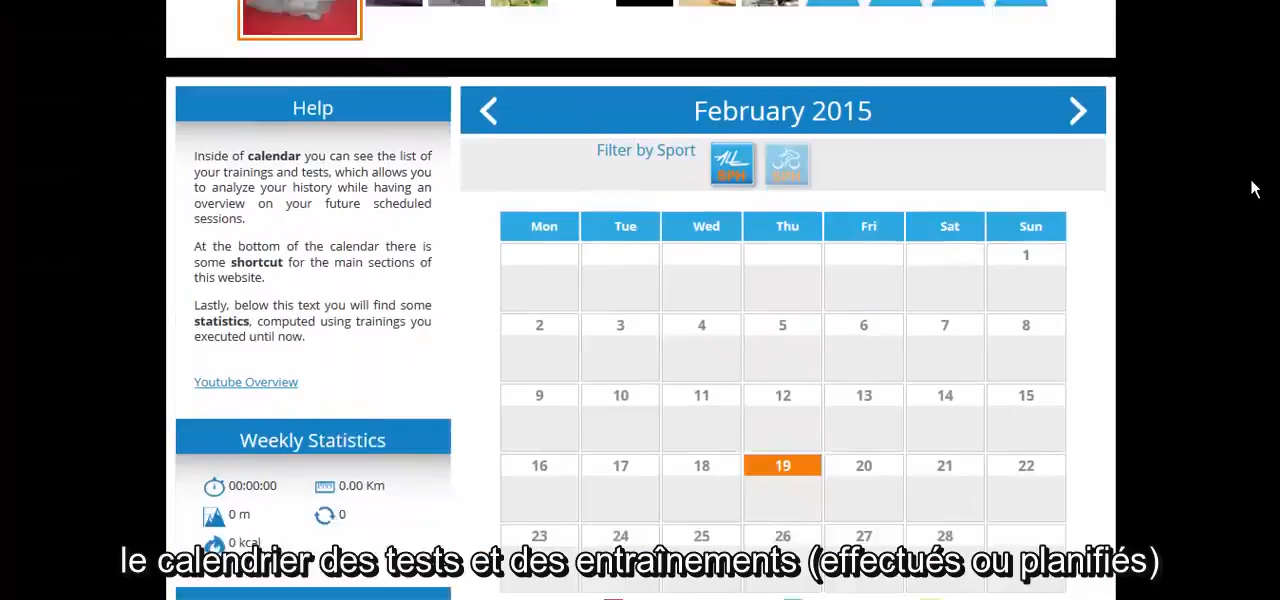 Help
Inside of calendar you can see the list of
your trainings and tests, which allows you
to analyze your history while having an
overview on your future scheduled
sessions.
At the bottom of the calendar there is
some shortcut for the main sections of
this website.
Lastly, below this text you will find some
statistics, computed using trainings you
executed until now.
Youtube Overview
Weekly Statistics
00:00:00 0.00 Km
0 m 0
0 kcal
February 2015
Filter by Sport ALL
Mon Tue Wed Thu Fri Sat Sun
1
2 3 4 5 6 7 8
9 10 11 12 13 14 15
16 17 18 19 20 21 22
23 24 25 26 27 28
le calendrier des tests et des entraînements (effectués ou planifiés)